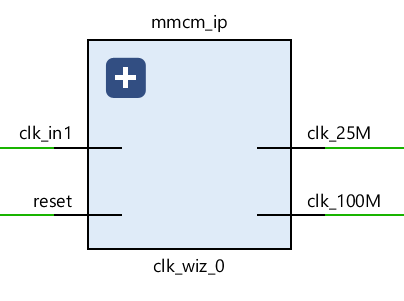 mmcm_ip
clk_in1
clk_25M
reset
clk_100M
clk_wiz_0